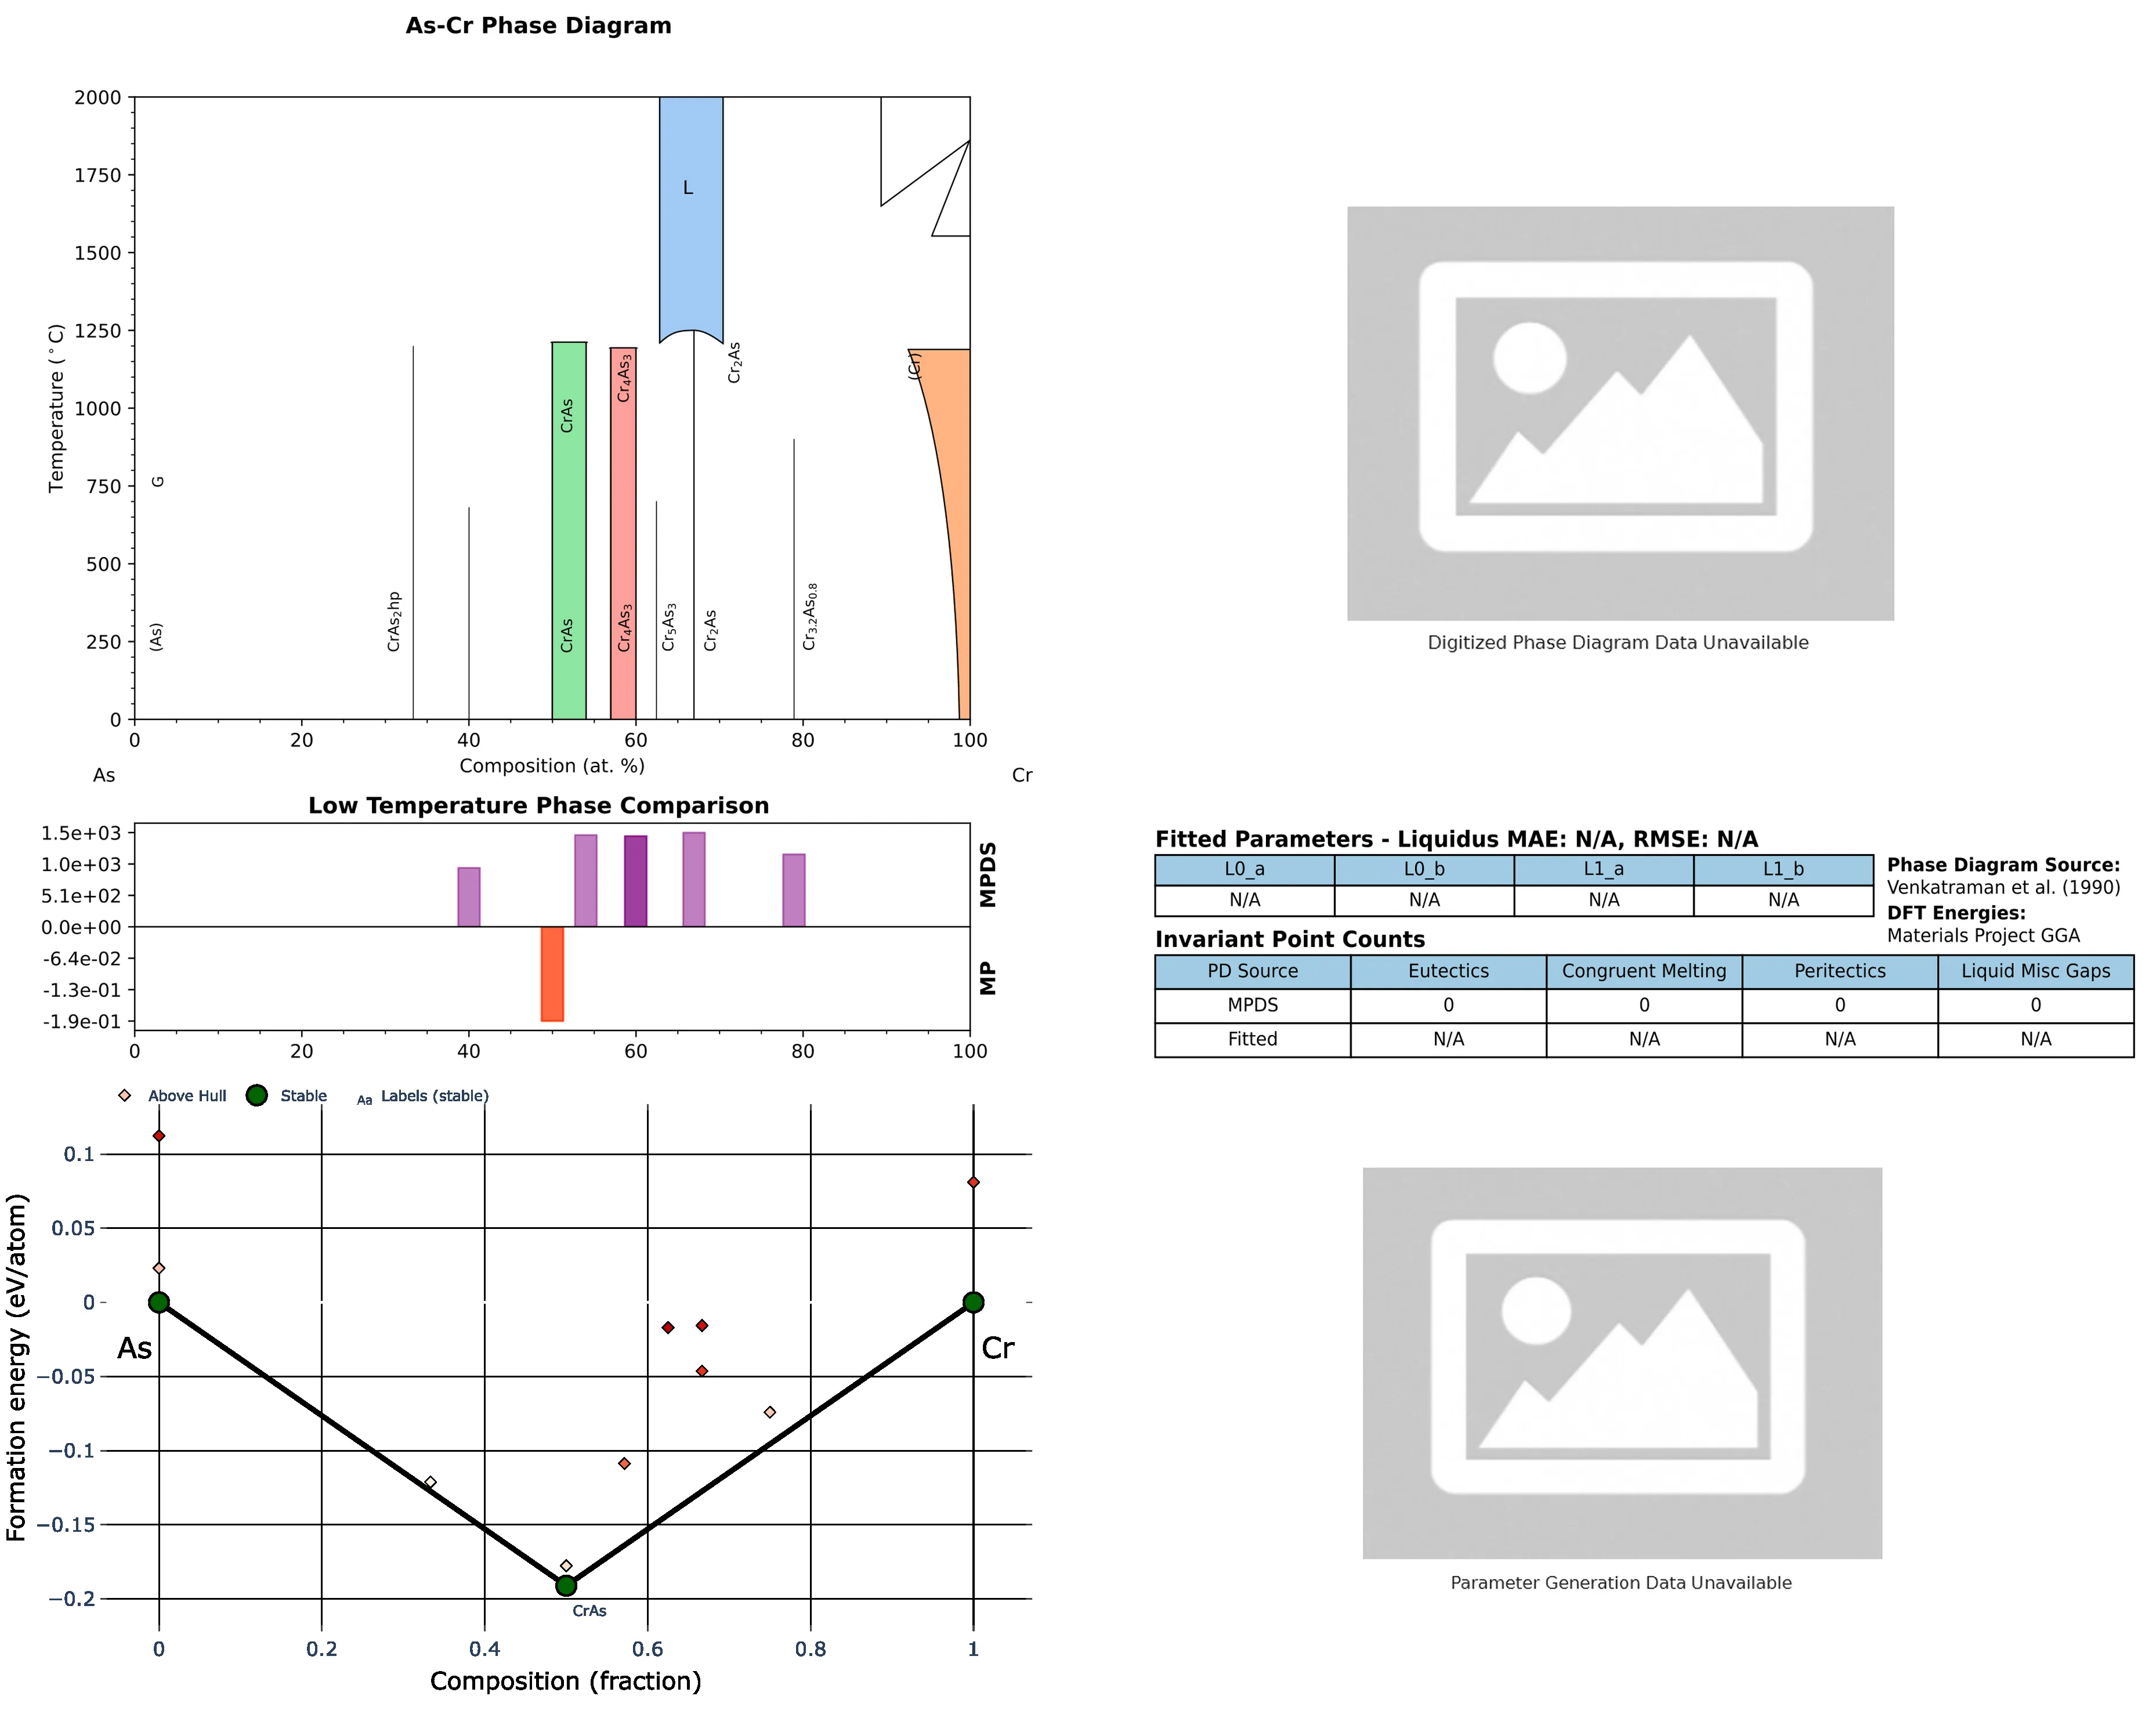 As-Cr Phase Diagram
2000
1750
1500
1250
1000
750
500
250
0
Temperature (°C)
L
G
(As)
CrAs₂hp
CrAs
CrAs
Cr₄As₃
Cr₄As₃
Cr₅As₃
Cr₂As
Cr₂As
Cr₃.₂As₀.₈
(Cr)
0 20 40 60 80 100
Composition (at. %)
As
Cr
Digitized Phase Diagram Data Unavailable
Low Temperature Phase Comparison
1.5e+03
1.0e+03
5.1e+02
0.0e+00
-6.4e-02
-1.3e-01
-1.9e-01
MPDS
MP
0 20 40 60 80 100
Fitted Parameters - Liquidus MAE: N/A, RMSE: N/A
L0_a L0_b L1_a L1_b
N/A N/A N/A N/A
Phase Diagram Source:
Venkatraman et al. (1990)
DFT Energies:
Materials Project GGA
Invariant Point Counts
PD Source Eutectics Congruent Melting Peritectics Liquid Misc Gaps
MPDS 0 0 0 0
Fitted N/A N/A N/A N/A
Above Hull Stable Aa Labels (stable)
0.1
0.05
0
−0.05
−0.1
−0.15
−0.2
Formation energy (eV/atom)
As
Cr
CrAs
0 0.2 0.4 0.6 0.8 1
Composition (fraction)
Parameter Generation Data Unavailable